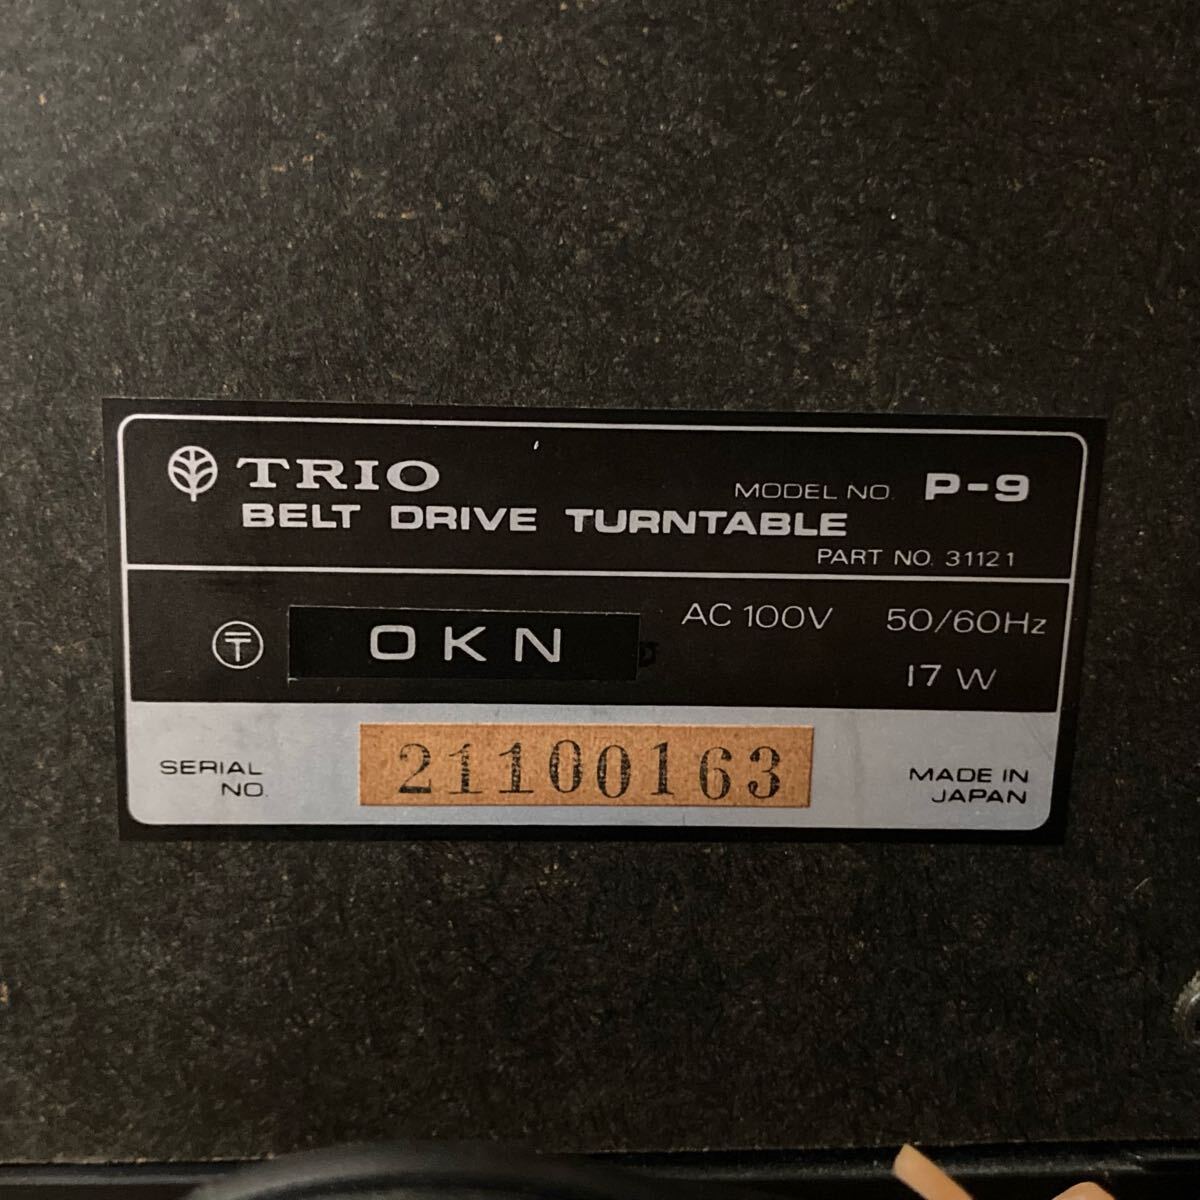 TRIO
MODEL NO. P-9
BELT DRIVE TURNTABLE
PART NO. 31121
〒 OKN
AC 100V 50/60Hz
17 W
SERIAL NO. 21100163
MADE IN JAPAN